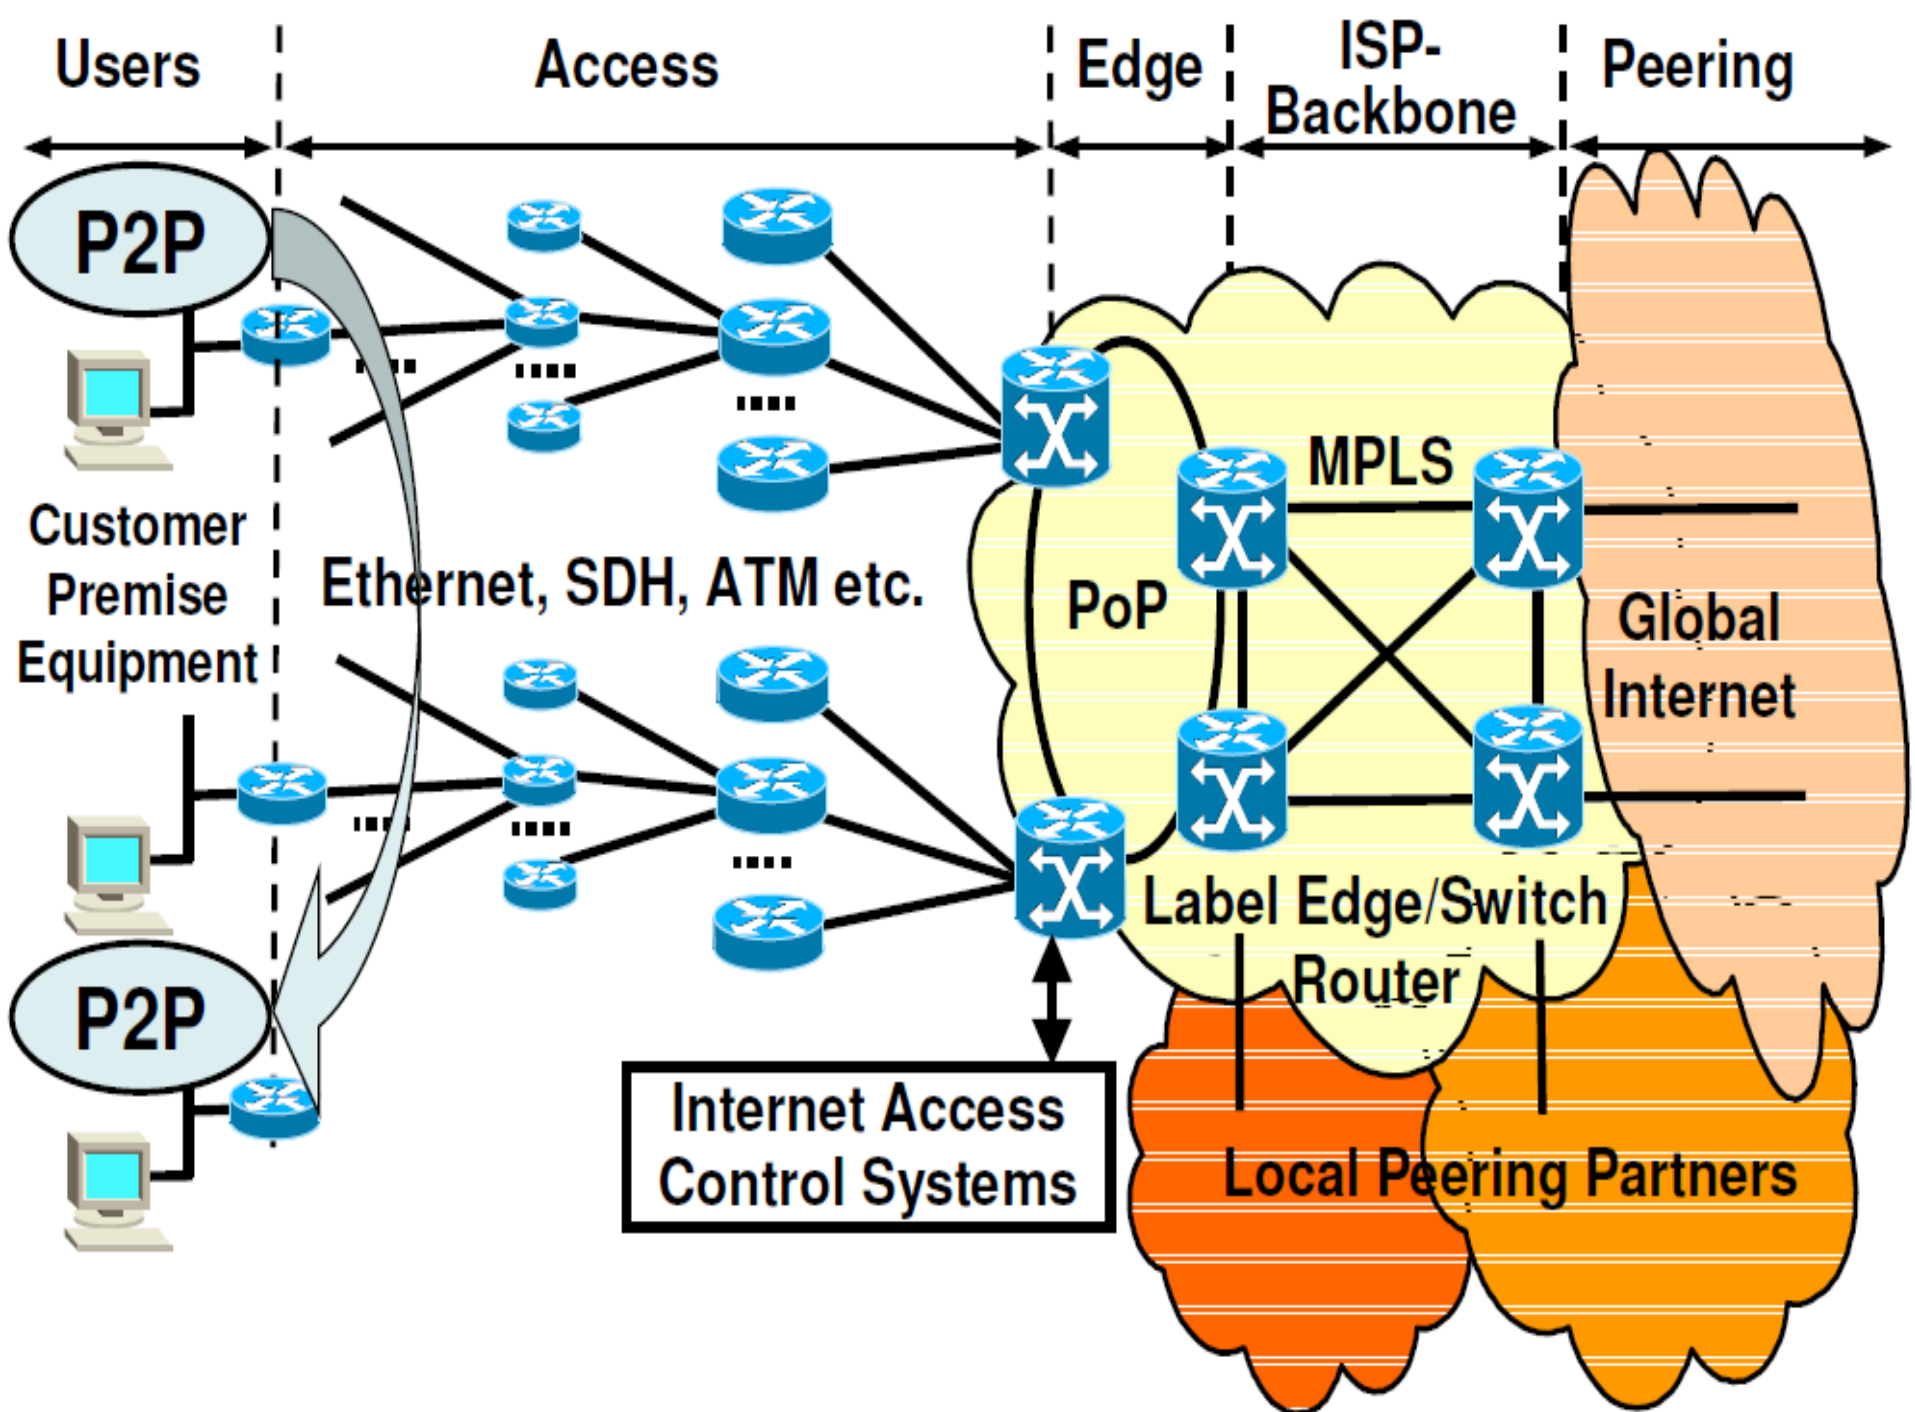 Users
Access
Edge
ISP-
Backbone
Peering
P2P
Customer
Premise
Equipment
Ethernet, SDH, ATM etc.
MPLS
PoP
Global
Internet
Label Edge/Switch
Router
P2P
Internet Access
Control Systems
Local Peering Partners